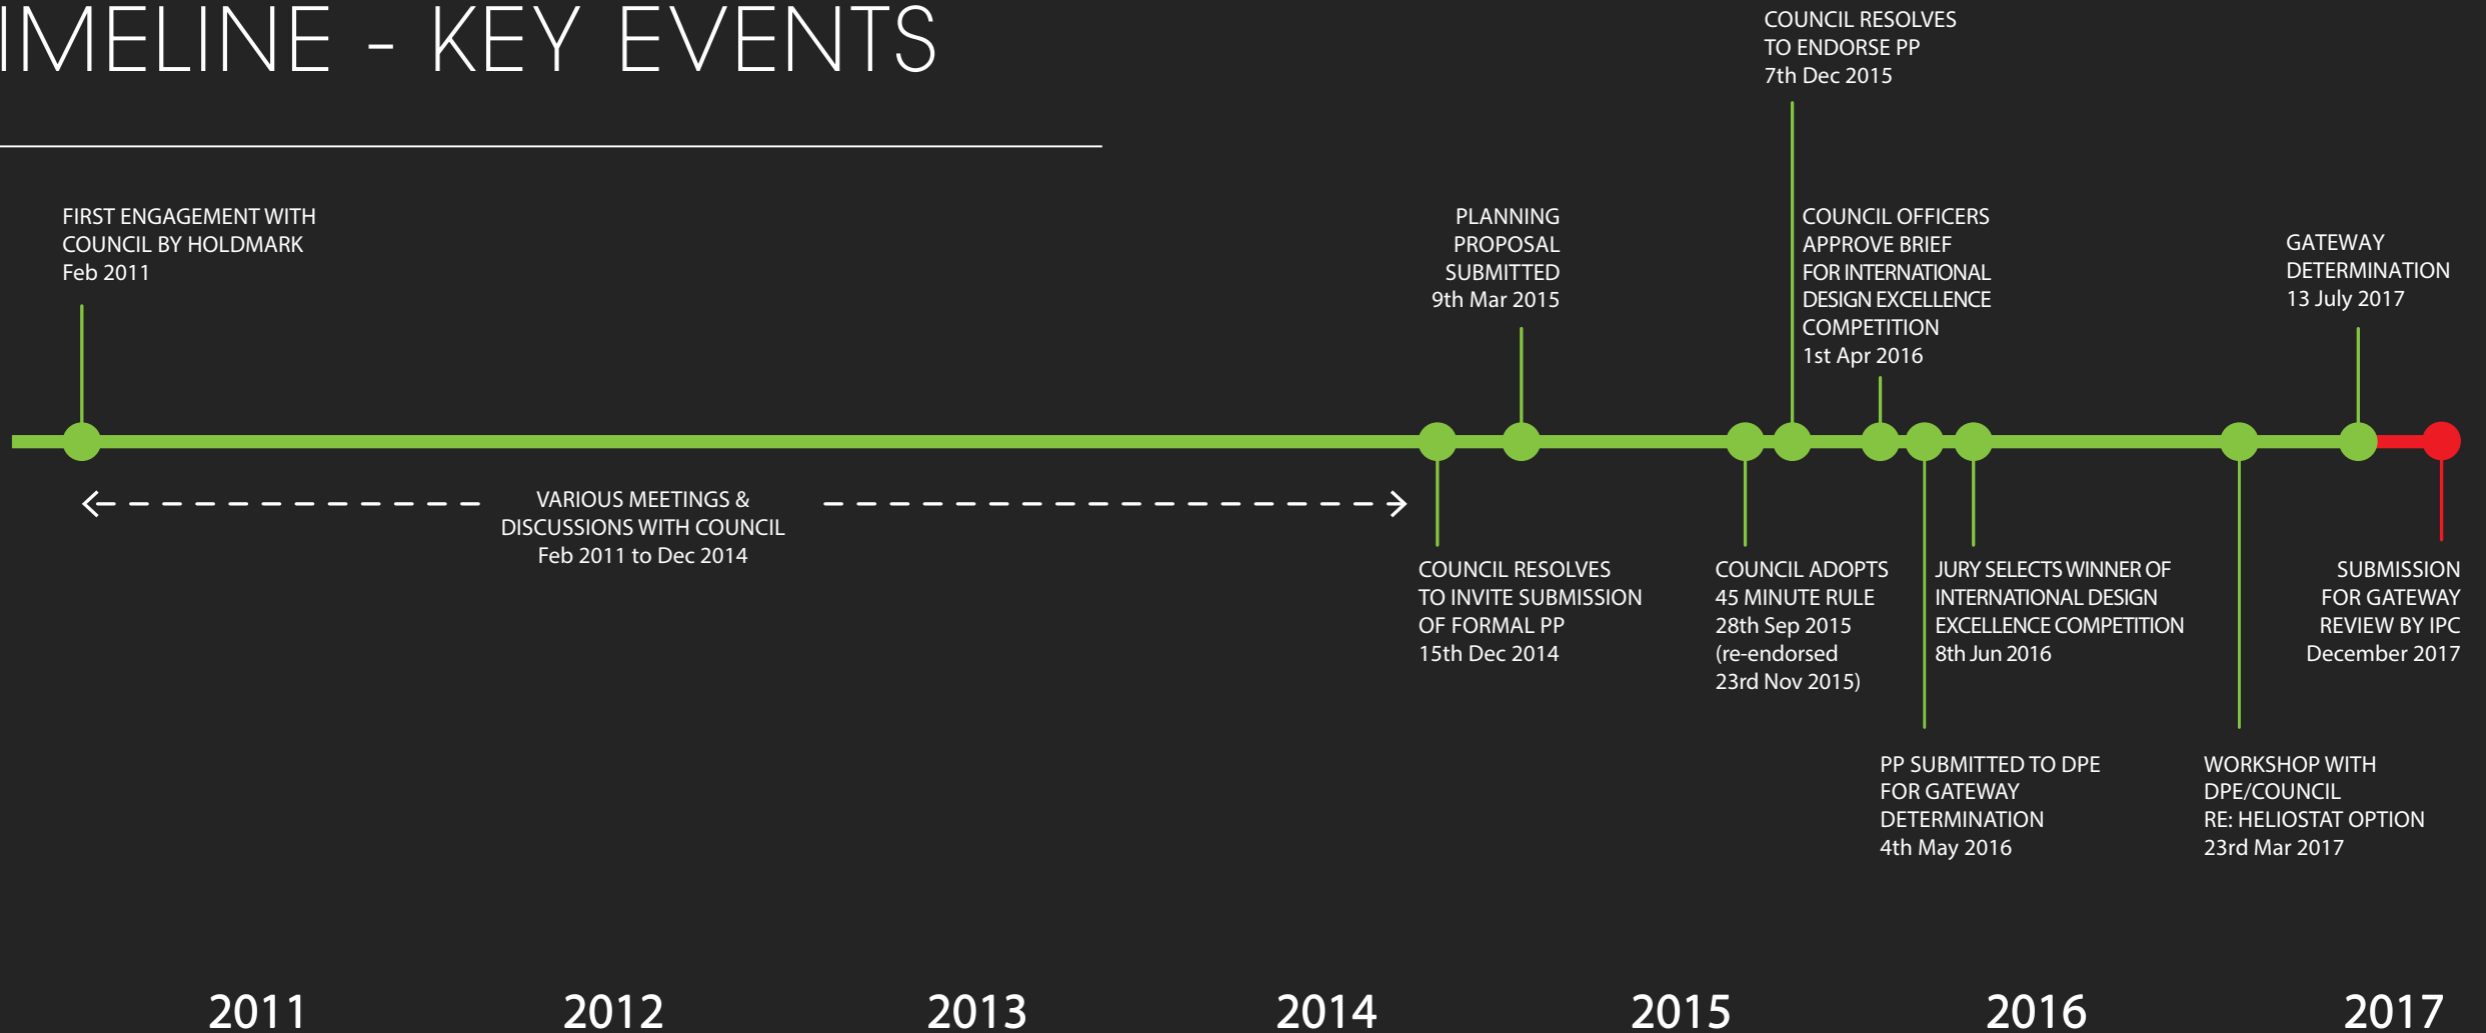 IMELINE - KEY EVENTS
COUNCIL RESOLVES
TO ENDORSE PP
7th Dec 2015
FIRST ENGAGEMENT WITH
COUNCIL BY HOLDMARK
Feb 2011
PLANNING
PROPOSAL
SUBMITTED
9th Mar 2015
COUNCIL OFFICERS
APPROVE BRIEF
FOR INTERNATIONAL
DESIGN EXCELLENCE
COMPETITION
1st Apr 2016
GATEWAY
DETERMINATION
13 July 2017
VARIOUS MEETINGS &
DISCUSSIONS WITH COUNCIL
Feb 2011 to Dec 2014
COUNCIL RESOLVES
TO INVITE SUBMISSION
OF FORMAL PP
15th Dec 2014
COUNCIL ADOPTS
45 MINUTE RULE
28th Sep 2015
(re-endorsed
23rd Nov 2015)
JURY SELECTS WINNER OF
INTERNATIONAL DESIGN
EXCELLENCE COMPETITION
8th Jun 2016
SUBMISSION
FOR GATEWAY
REVIEW BY IPC
December 2017
PP SUBMITTED TO DPE
FOR GATEWAY
DETERMINATION
4th May 2016
WORKSHOP WITH
DPE/COUNCIL
RE: HELIOSTAT OPTION
23rd Mar 2017
2011 2012 2013 2014 2015 2016 2017